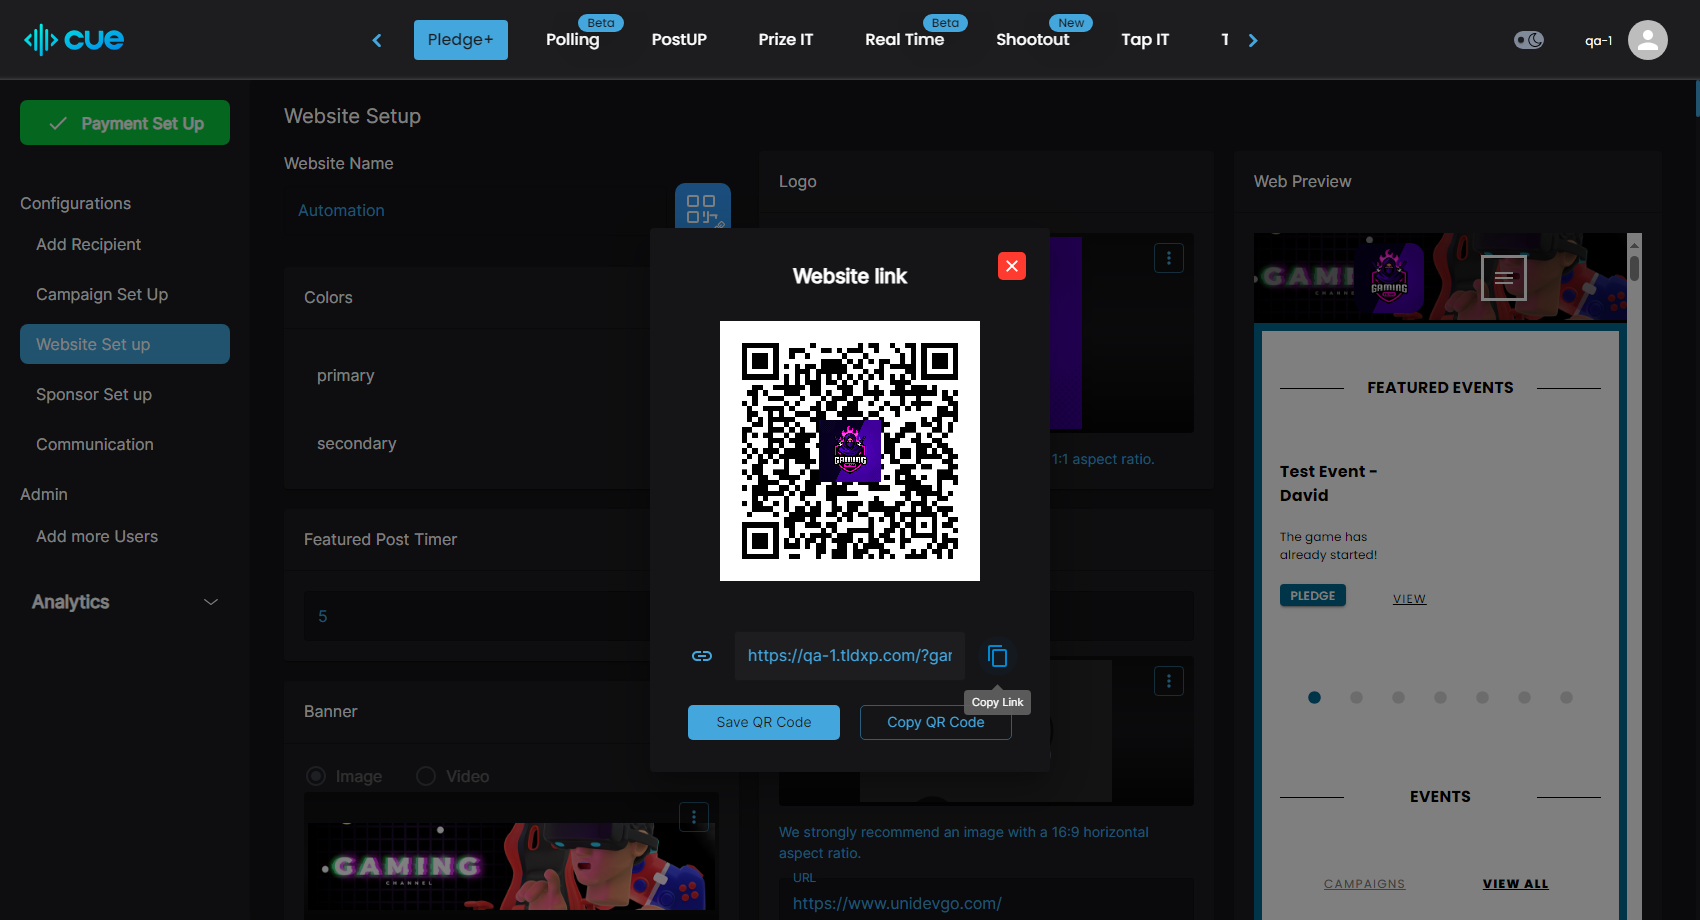 cue
Pledge+
Beta
Polling
PostUP
Prize IT
Beta
Real Time
New
Shootout
Tap IT
T
qa-1
Payment Set Up
Configurations
Add Recipient
Campaign Set Up
Website Set up
Sponsor Set up
Communication
Admin
Add more Users
Analytics
Website Setup
Website Name
Automation
Colors
primary
secondary
Featured Post Timer
5
Banner
Image
Video
GAMING
CHANNEL
Logo
1:1 aspect ratio.
We strongly recommend an image with a 16:9 horizontal
aspect ratio.
URL
https://www.unidevgo.com/
Website link
GAMING
https://qa-1.tldxp.com/?gar
Copy Link
Save QR Code
Copy QR Code
Web Preview
GAMING
CHANNEL
GAMING
FEATURED EVENTS
Test Event -
David
The game has
already started!
PLEDGE
VIEW
EVENTS
CAMPAIGNS
VIEW ALL